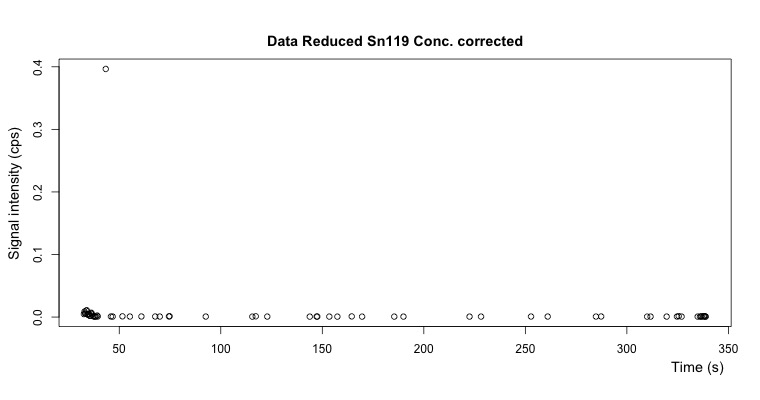 Data Reduced Sn119 Conc. corrected
Signal intensity (cps)
0.4
0.3
0.2
0.1
0.0
50 100 150 200 250 300 350
Time (s)